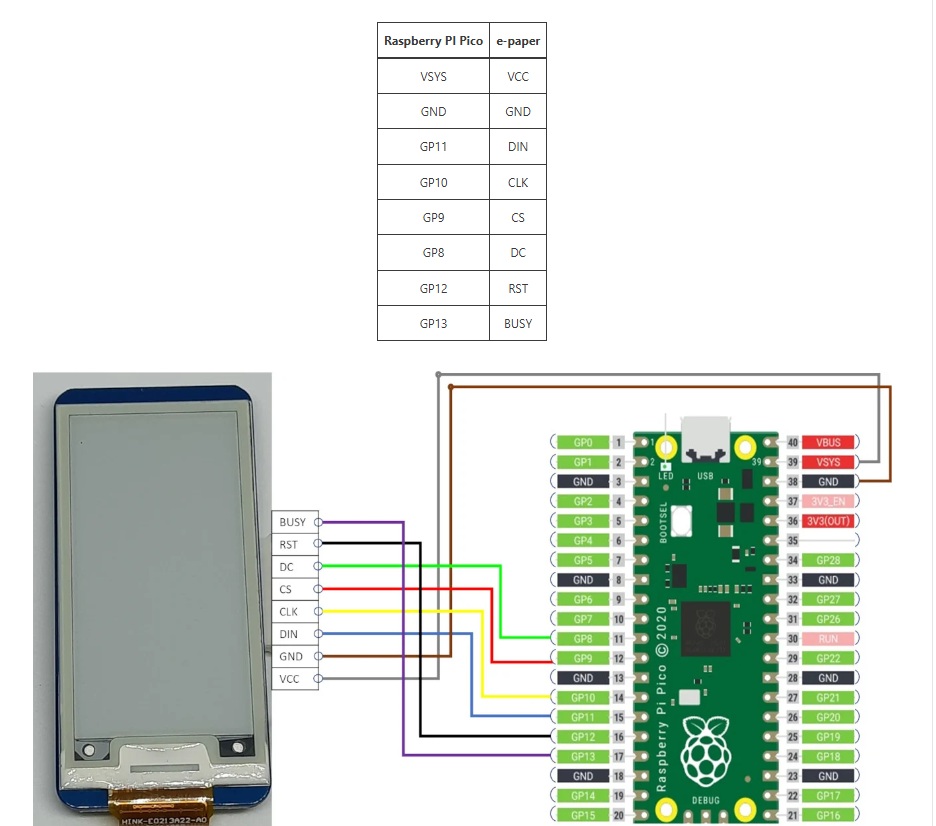 Raspberry PI Pico e-paper
VSYS VCC
GND GND
GP11 DIN
GP10 CLK
GP9 CS
GP8 DC
GP12 RST
GP13 BUSY
BUSY
RST
DC
CS
CLK
DIN
GND
VCC
HINK-E0213A22-A0
GP0 1
GP1 2
GND 3
GP2 4
GP3 5
GP4 6
GP5 7
GND 8
GP6 9
GP7 10
GP8 11
GP9 12
GND 13
GP10 14
GP11 15
GP12 16
GP13 17
GND 18
GP14 19
GP15 20
1
2
39
LED
USB
BOOTSEL
Raspberry Pi Pico © 2020
DEBUG
40 VBUS
39 VSYS
38 GND
37 3V3_EN
36 3V3(OUT)
35
34 GP28
33 GND
32 GP27
31 GP26
30 RUN
29 GP22
28 GND
27 GP21
26 GP20
25 GP19
24 GP18
23 GND
22 GP17
21 GP16